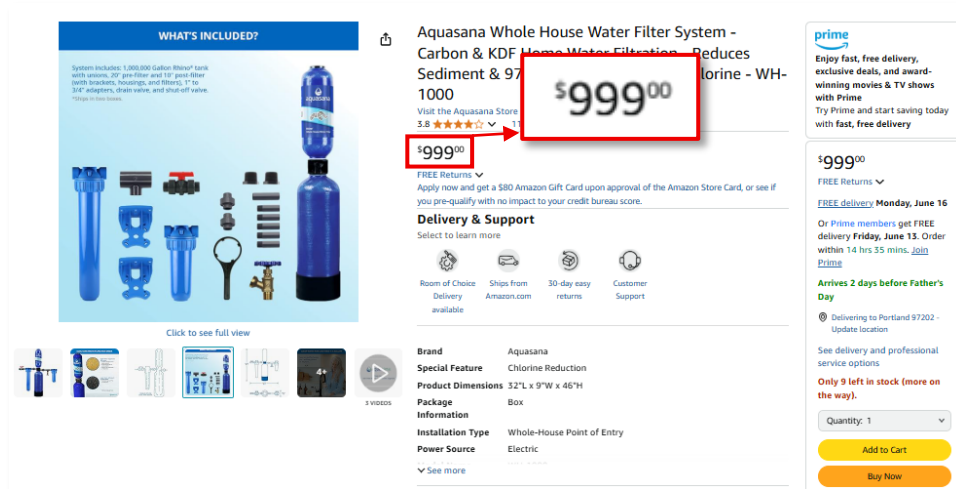 WHAT'S INCLUDED?
System includes: 1,000,000 Gallon Rhino® tank
with unions, 20" pre-filter and 10" post-filter
(with brackets, housings, and filters), 1" to
3/4" adapters, drain valve, and shut-off valve.
*Ships in two boxes.
aquasana
Click to see full view
4+
3 VIDEOS
Aquasana Whole House Water Filter System -
Carbon & KDF Home Water Filtration - Reduces
Sediment & 97 lorine - WH-
1000
Visit the Aquasana Store
3.8
$999.00
$999.00
FREE Returns
Apply now and get a $80 Amazon Gift Card upon approval of the Amazon Store Card, or see if
you pre-qualify with no impact to your credit bureau score.
Delivery & Support
Select to learn more
Room of Choice
Delivery
available
Ships from
Amazon.com
30-day easy
returns
Customer
Support
Brand Aquasana
Special Feature Chlorine Reduction
Product Dimensions 32"L x 9"W x 46"H
Package
Information Box
Installation Type Whole-House Point of Entry
Power Source Electric
See more
prime
Enjoy fast, free delivery,
exclusive deals, and award-
winning movies & TV shows
with Prime
Try Prime and start saving today
with fast, free delivery
$999.00
FREE Returns
FREE delivery Monday, June 16
Or Prime members get FREE
delivery Friday, June 13. Order
within 14 hrs 35 mins. Join
Prime
Arrives 2 days before Father's
Day
Delivering to Portland 97202 -
Update location
See delivery and professional
service options
Only 9 left in stock (more on
the way).
Quantity: 1
Add to Cart
Buy Now